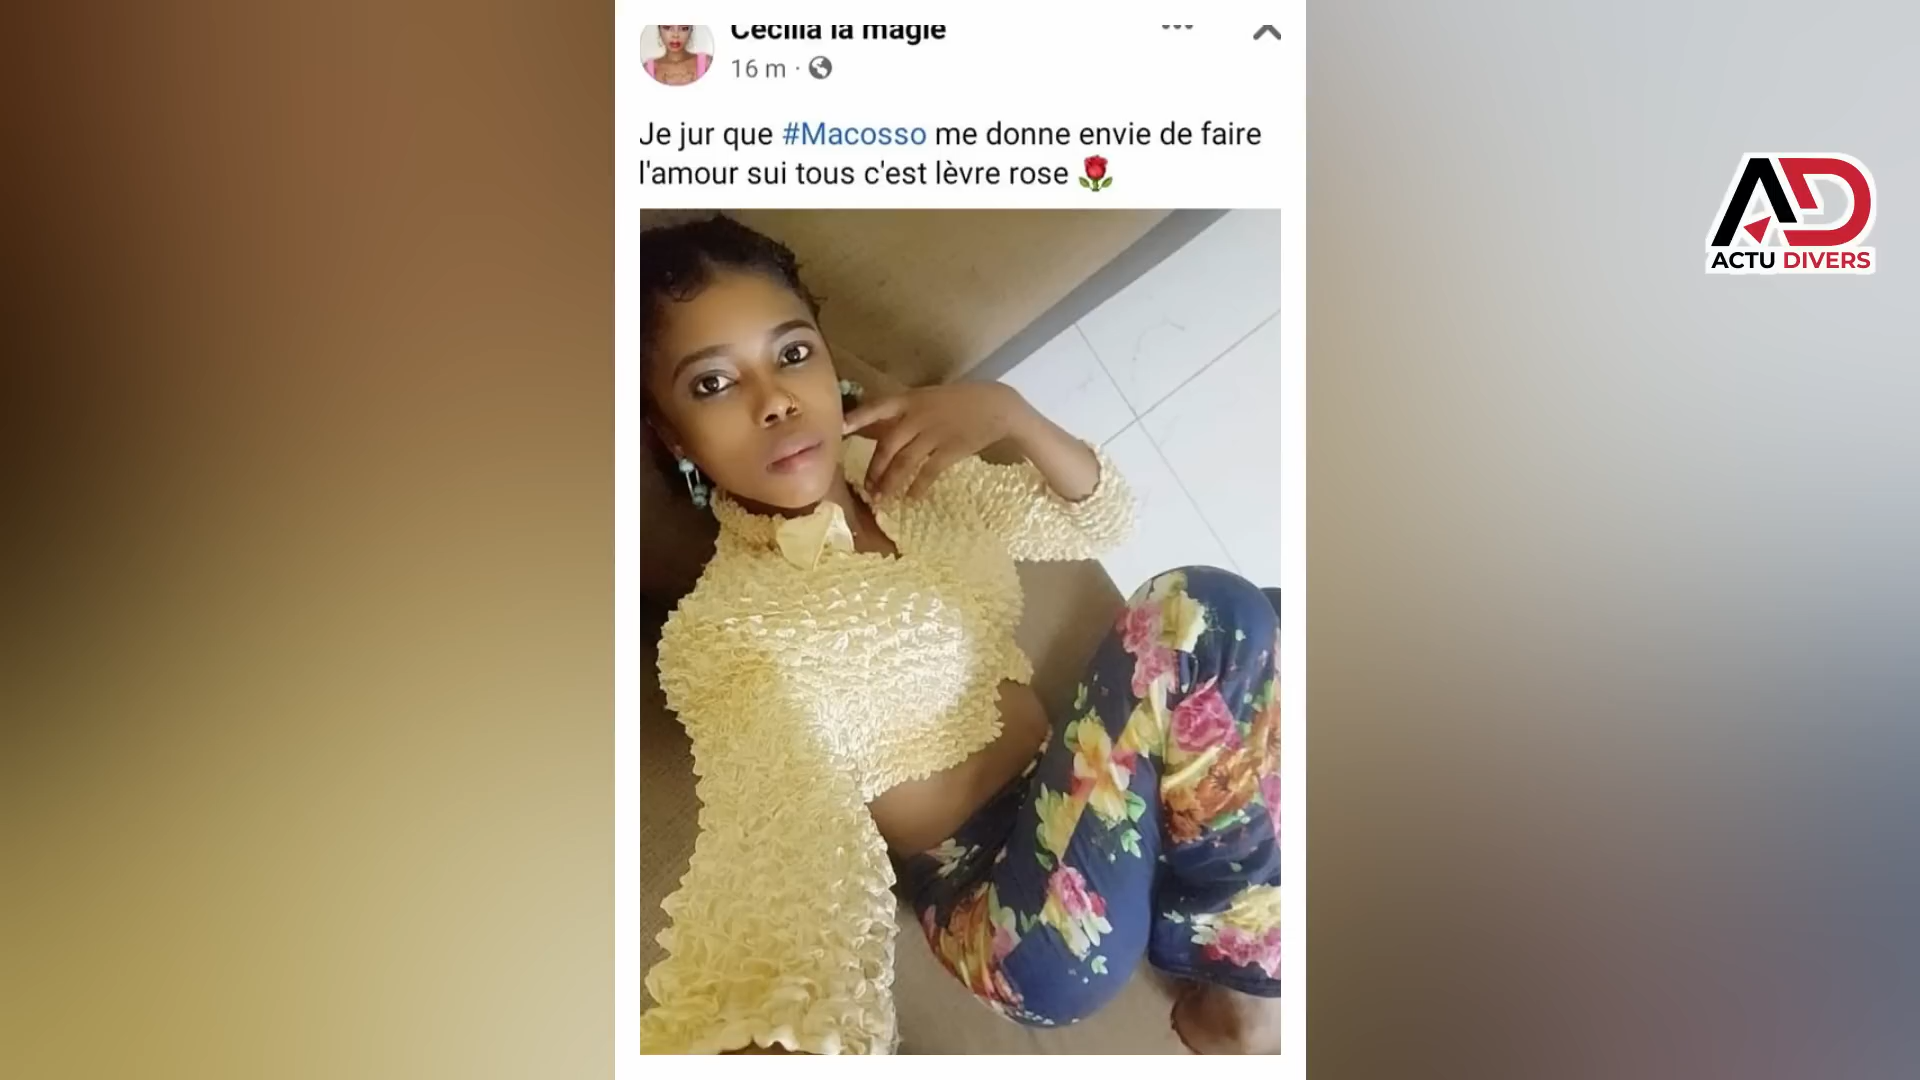 Cecilia la magie
16 m ·
Je jur que #Macosso me donne envie de faire
l'amour sui tous c'est lèvre rose
AD
ACTU DIVERS